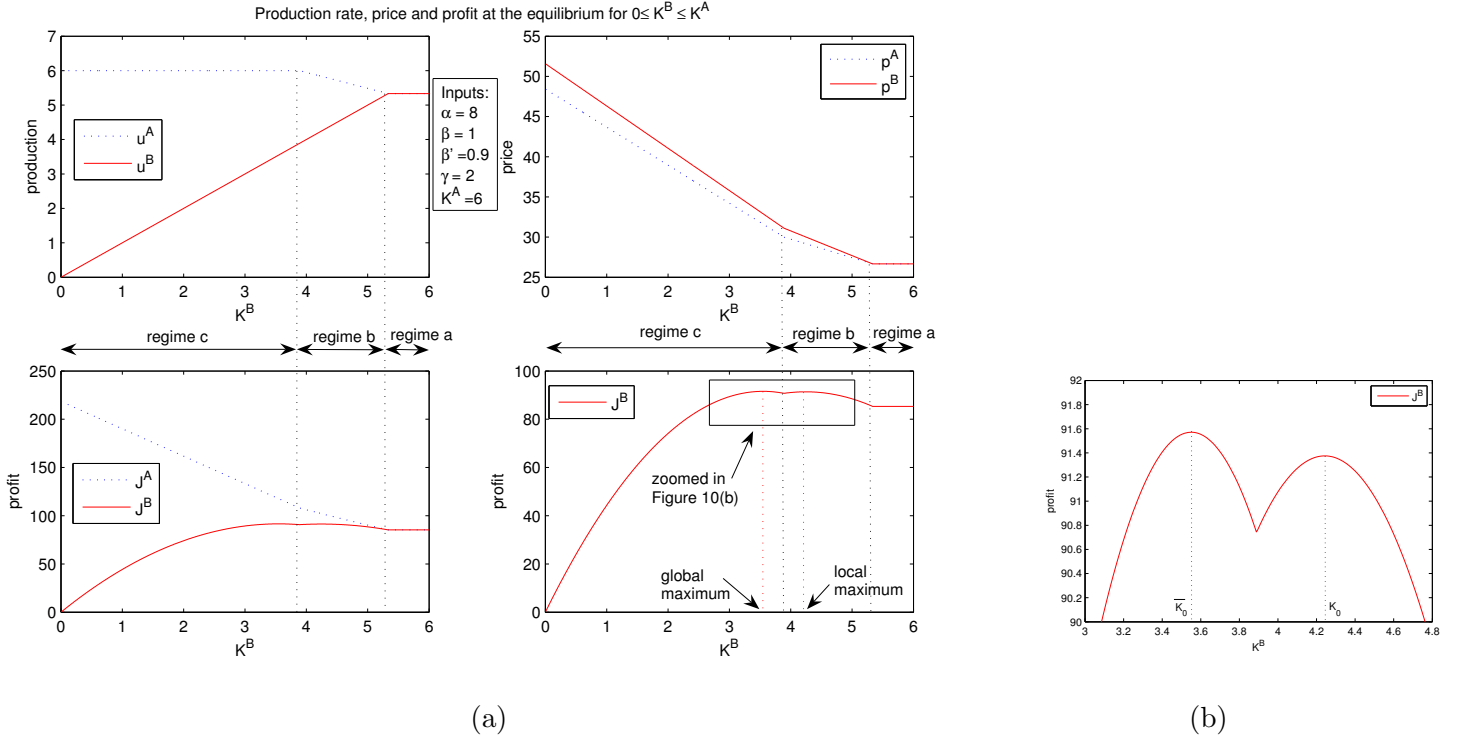 Production rate, price and profit at the equilibrium for 0≤ K^B ≤ K^A
7
6
5
4
3
2
1
0
production
u^A
u^B
0 1 2 3 4 5 6
K^B
Inputs:
α = 8
β = 1
β' =0.9
γ = 2
K^A =6
55
50
45
40
35
30
25
price
p^A
p^B
0 1 2 3 4 5 6
K^B
regime c
regime b
regime a
regime c
regime b
regime a
250
200
150
100
50
0
profit
J^A
J^B
0 1 2 3 4 5 6
K^B
100
80
60
40
20
0
profit
J^B
zoomed in
Figure 10(b)
global
maximum
local
maximum
0 1 2 3 4 5 6
K^B
92
91.8
91.6
91.4
91.2
91
90.8
90.6
90.4
90.2
90
profit
J^B
K̅_0
K_0
3 3.2 3.4 3.6 3.8 4 4.2 4.4 4.6 4.8
K^B
(a)
(b)